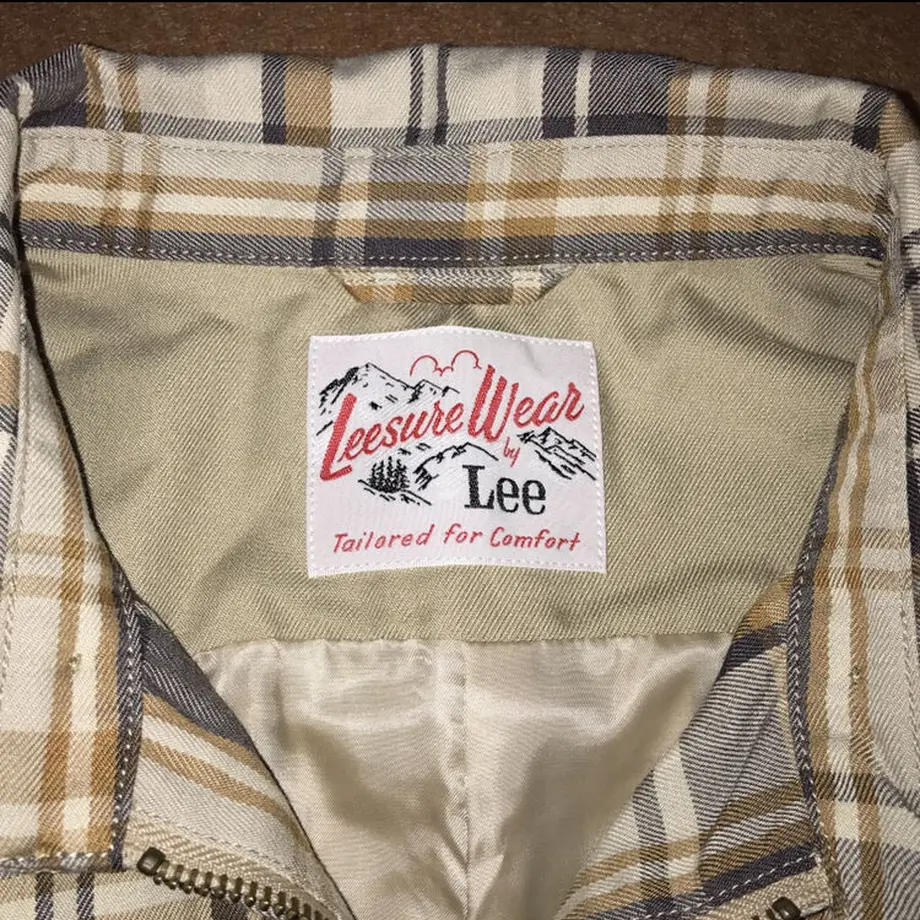 Leesure Wear
by
Lee
Tailored for Comfort